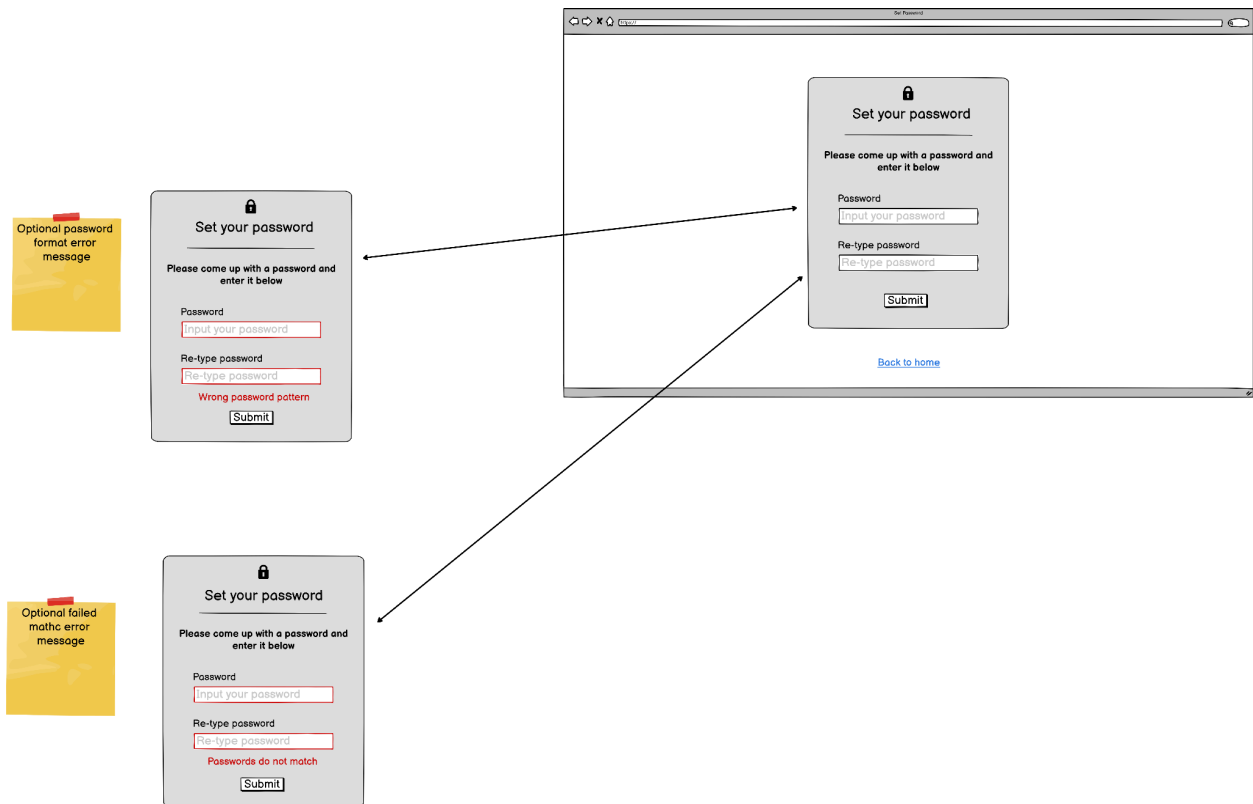 Set Password
https://
Set your password
Please come up with a password and
enter it below
Password
Input your password
Re-type password
Re-type password
Submit
Back to home
Optional password
format error
message
Set your password
Please come up with a password and
enter it below
Password
Input your password
Re-type password
Re-type password
Wrong password pattern
Submit
Optional failed
mathc error
message
Set your password
Please come up with a password and
enter it below
Password
Input your password
Re-type password
Re-type password
Passwords do not match
Submit